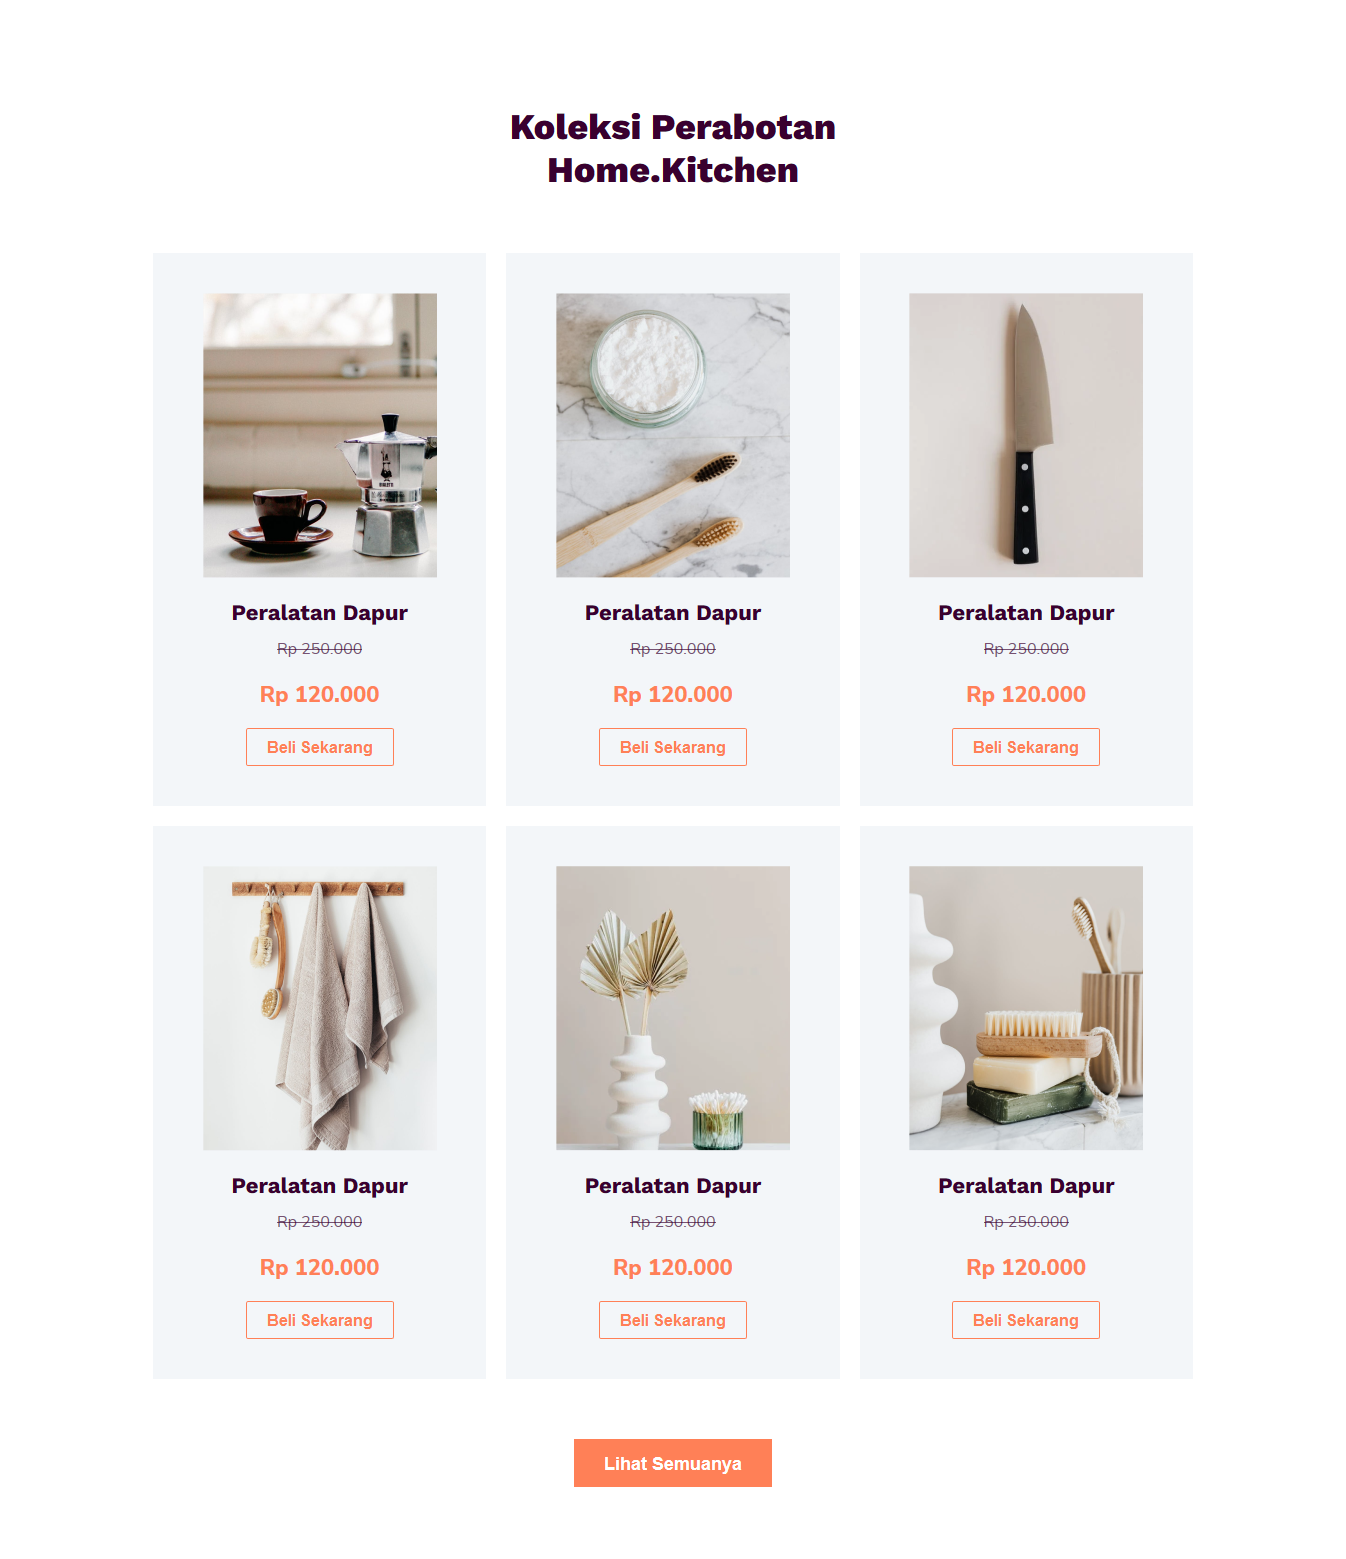 Koleksi Perabotan
Home.Kitchen
Peralatan Dapur
Rp 250.000
Rp 120.000
Beli Sekarang
Peralatan Dapur
Rp 250.000
Rp 120.000
Beli Sekarang
Peralatan Dapur
Rp 250.000
Rp 120.000
Beli Sekarang
Peralatan Dapur
Rp 250.000
Rp 120.000
Beli Sekarang
Peralatan Dapur
Rp 250.000
Rp 120.000
Beli Sekarang
Peralatan Dapur
Rp 250.000
Rp 120.000
Beli Sekarang
Lihat Semuanya